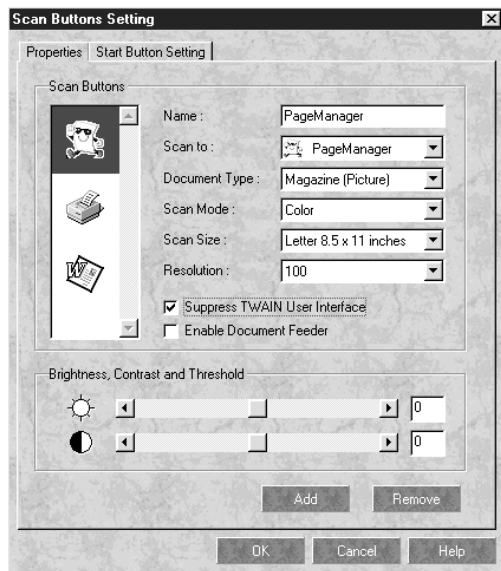 Scan Buttons Setting
Properties
Start Button Setting
Scan Buttons
Name :
PageManager
Scan to :
PageManager
Document Type :
Magazine (Picture)
Scan Mode :
Color
Scan Size :
Letter 8.5 x 11 inches
Resolution :
100
Suppress TWAIN User Interface
Enable Document Feeder
Brightness, Contrast and Threshold
0
0
Add
Remove
OK
Cancel
Help